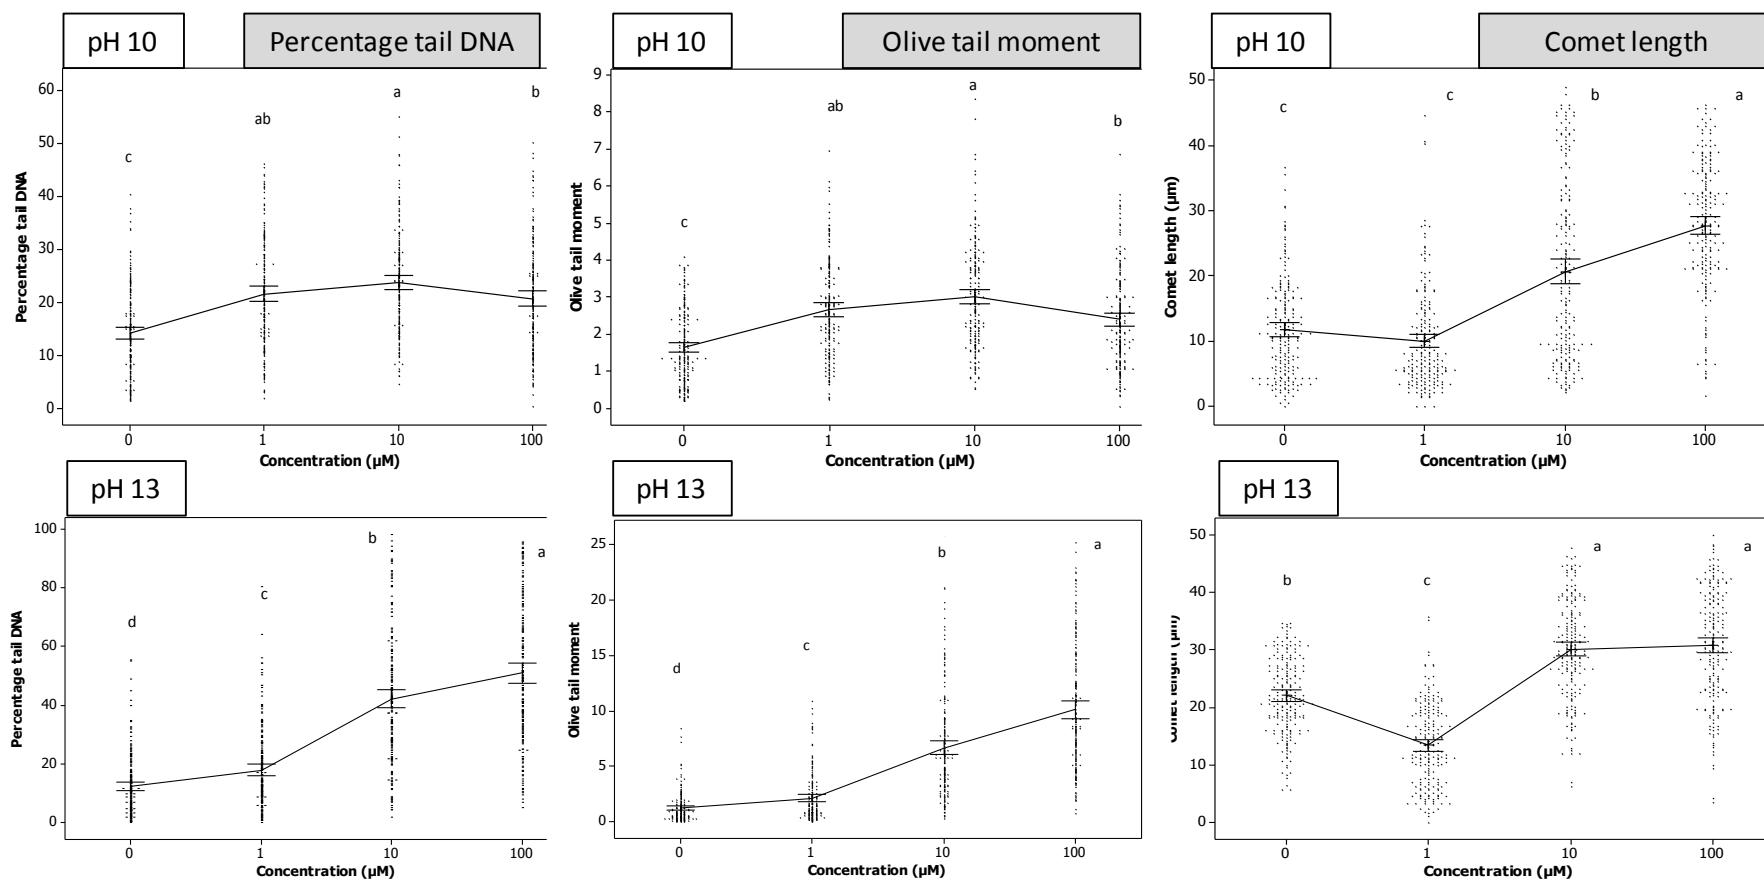 pH 10
Percentage tail DNA
60
50
40
30
20
10
0
Percentage tail DNA
c
ab
a
b
0 1 10 100
Concentration (µM)
pH 10
Olive tail moment
9
8
7
6
5
4
3
2
1
0
Olive tail moment
c
ab
a
b
0 1 10 100
Concentration (µM)
pH 10
Comet length
50
40
30
20
10
0
Comet length (µm)
c
c
b
a
0 1 10 100
Concentration (µM)
pH 13
100
80
60
40
20
0
Percentage tail DNA
d
c
b
a
0 1 10 100
Concentration (µM)
pH 13
25
20
15
10
5
0
Olive tail moment
d
c
b
a
0 1 10 100
Concentration (µM)
pH 13
50
40
30
20
10
0
Comet length (µm)
b
c
a
a
0 1 10 100
Concentration (µM)